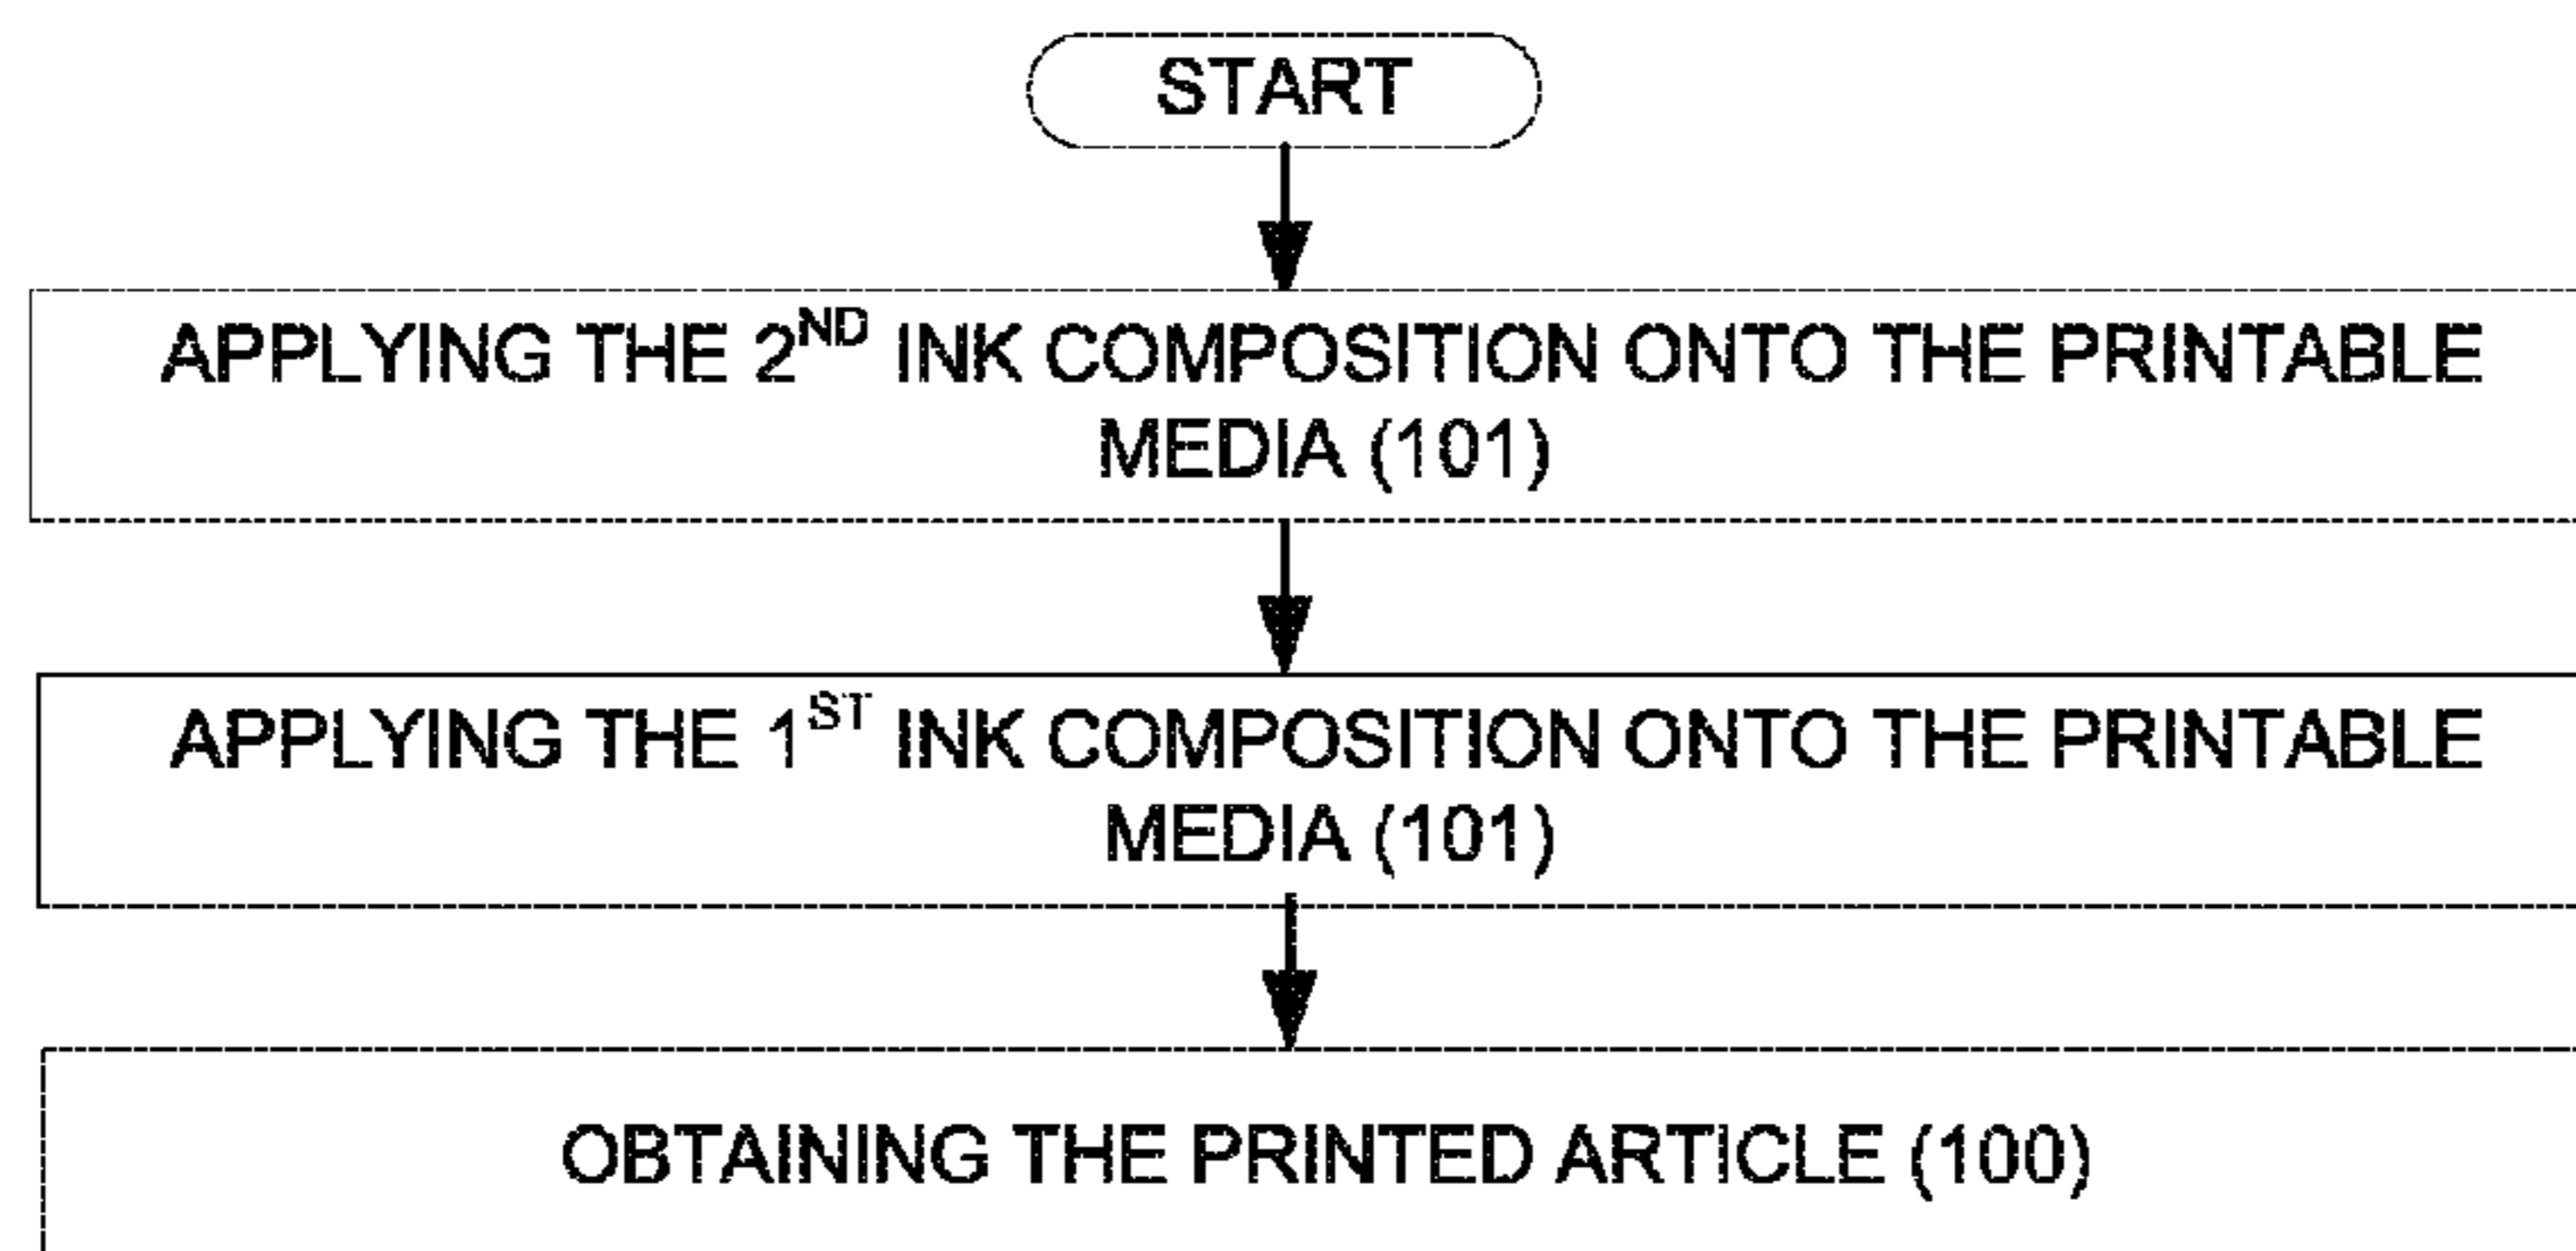 START
APPLYING THE 2ND INK COMPOSITION ONTO THE PRINTABLE
MEDIA (101)
APPLYING THE 1ST INK COMPOSITION ONTO THE PRINTABLE
MEDIA (101)
OBTAINING THE PRINTED ARTICLE (100)